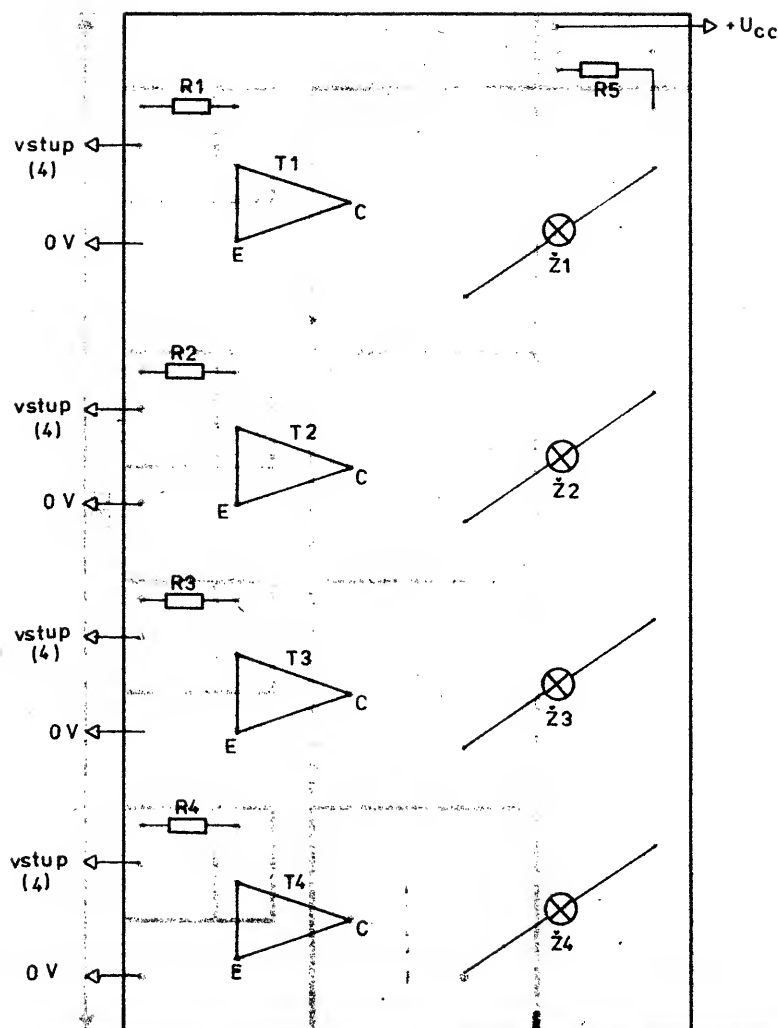 +Ucc
R1
R5
vstup
(4)
T1
C
0 V
E
Ž1
R2
vstup
(4)
T2
C
0 V
E
Ž2
R3
vstup
(4)
T3
C
0 V
E
Ž3
R4
vstup
(4)
T4
C
0 V
E
Ž4